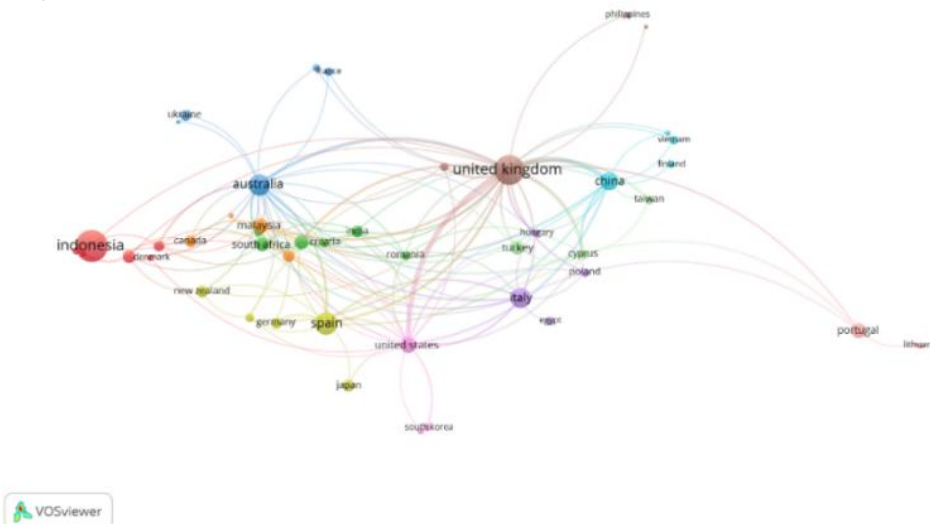 philippines
france
ukraine
vietnam
united kingdom
finland
china
australia
taiwan
malaysia
india
hungary
indonesia
canada
south africa
croatia
turkey
denmark
romania
cyprus
poland
new zealand
italy
germany
spain
egypt
portugal
united states
japan
south korea
VOSviewer